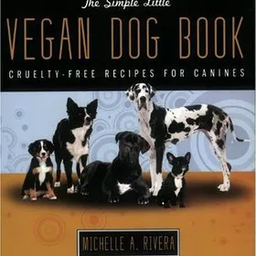 The Simple Little
VEGAN DOG BOOK
CRUELTY-FREE RECIPES FOR CANINES
MICHELLE A. RIVERA